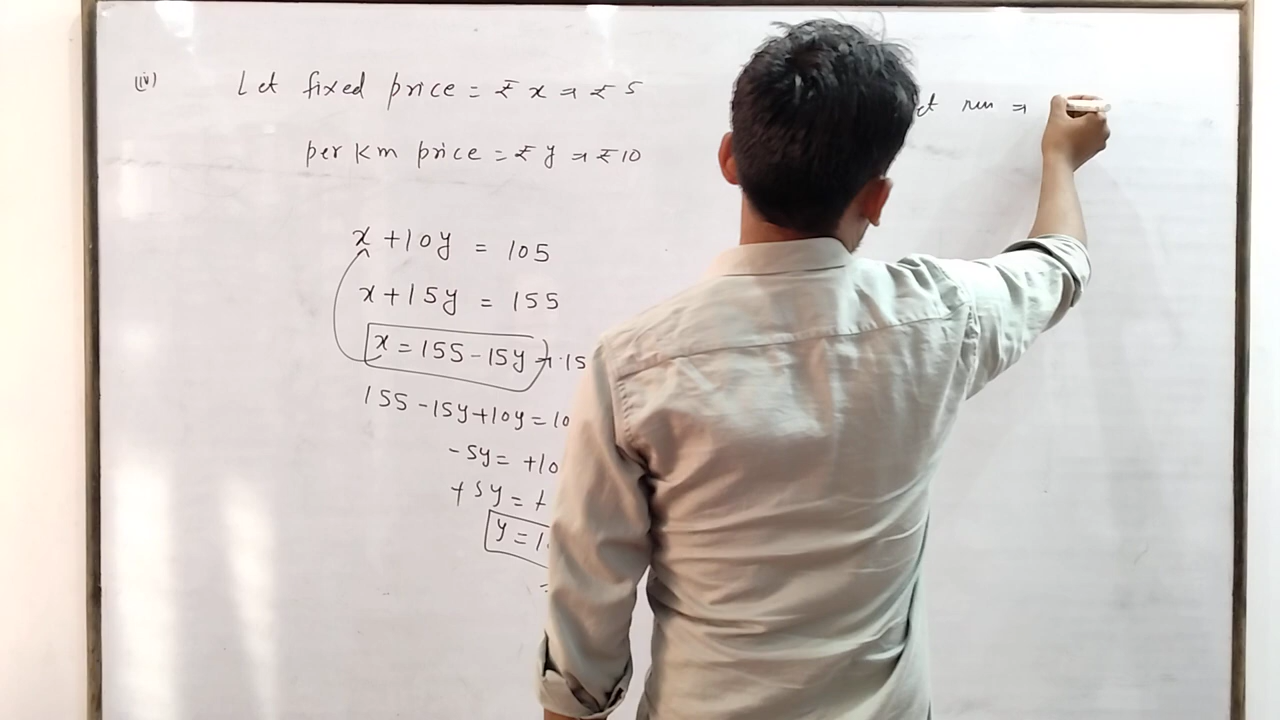 (iv) Let fixed price = ₹ x ⇒ ₹ 5
per km price = ₹ y ⇒ ₹ 10
x + 10y = 105
x + 15y = 155
x = 155 - 15y
155 - 15y + 10y = 10
-5y = +10
+5y = +
y = 1
run ⇒